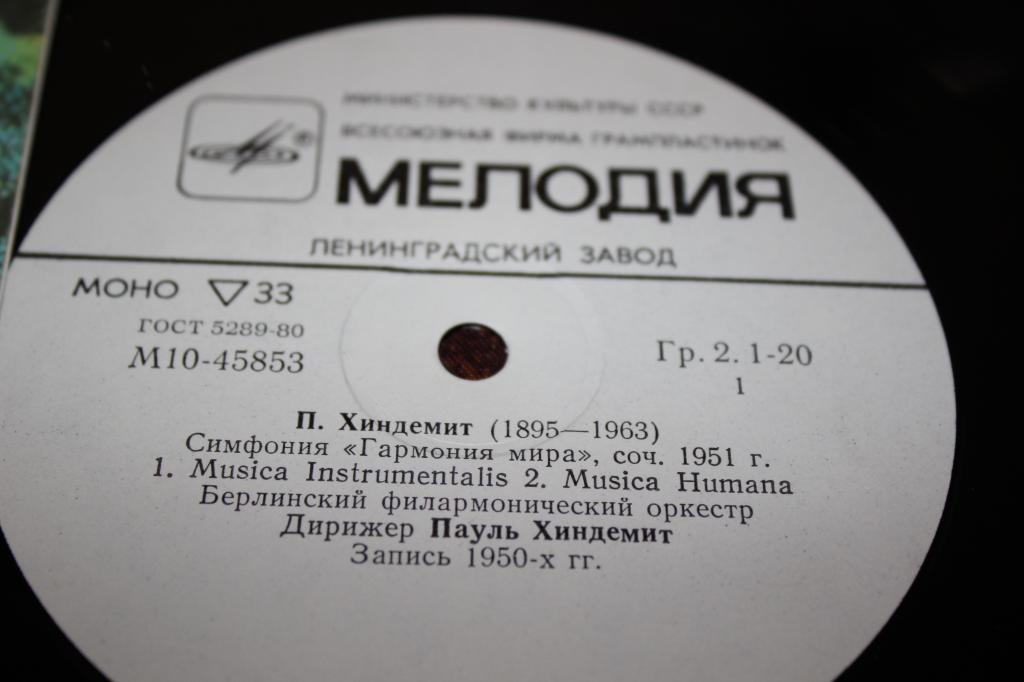 МИНИСТЕРСТВО КУЛЬТУРЫ СССР
ВСЕСОЮЗНАЯ ФИРМА ГРАМПЛАСТИНОК
МЕЛОДИЯ
ЛЕНИНГРАДСКИЙ ЗАВОД
МОНО ▽ 33
ГОСТ 5289-80
М10-45853
Гр. 2. 1-20
1
П. Хиндемит (1895—1963)
Симфония «Гармония мира», соч. 1951 г.
1. Musica Instrumentalis 2. Musica Humana
Берлинский филармонический оркестр
Дирижер Пауль Хиндемит
Запись 1950-х гг.